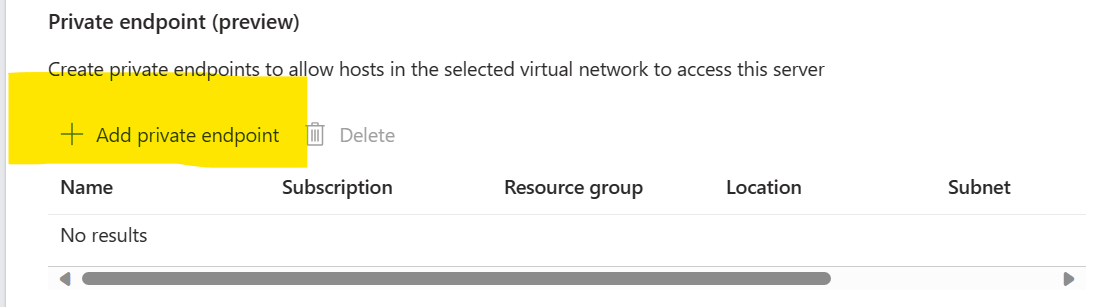 Private endpoint (preview)
Create private endpoints to allow hosts in the selected virtual network to access this server
Add private endpoint Delete
Name Subscription Resource group Location Subnet
No results